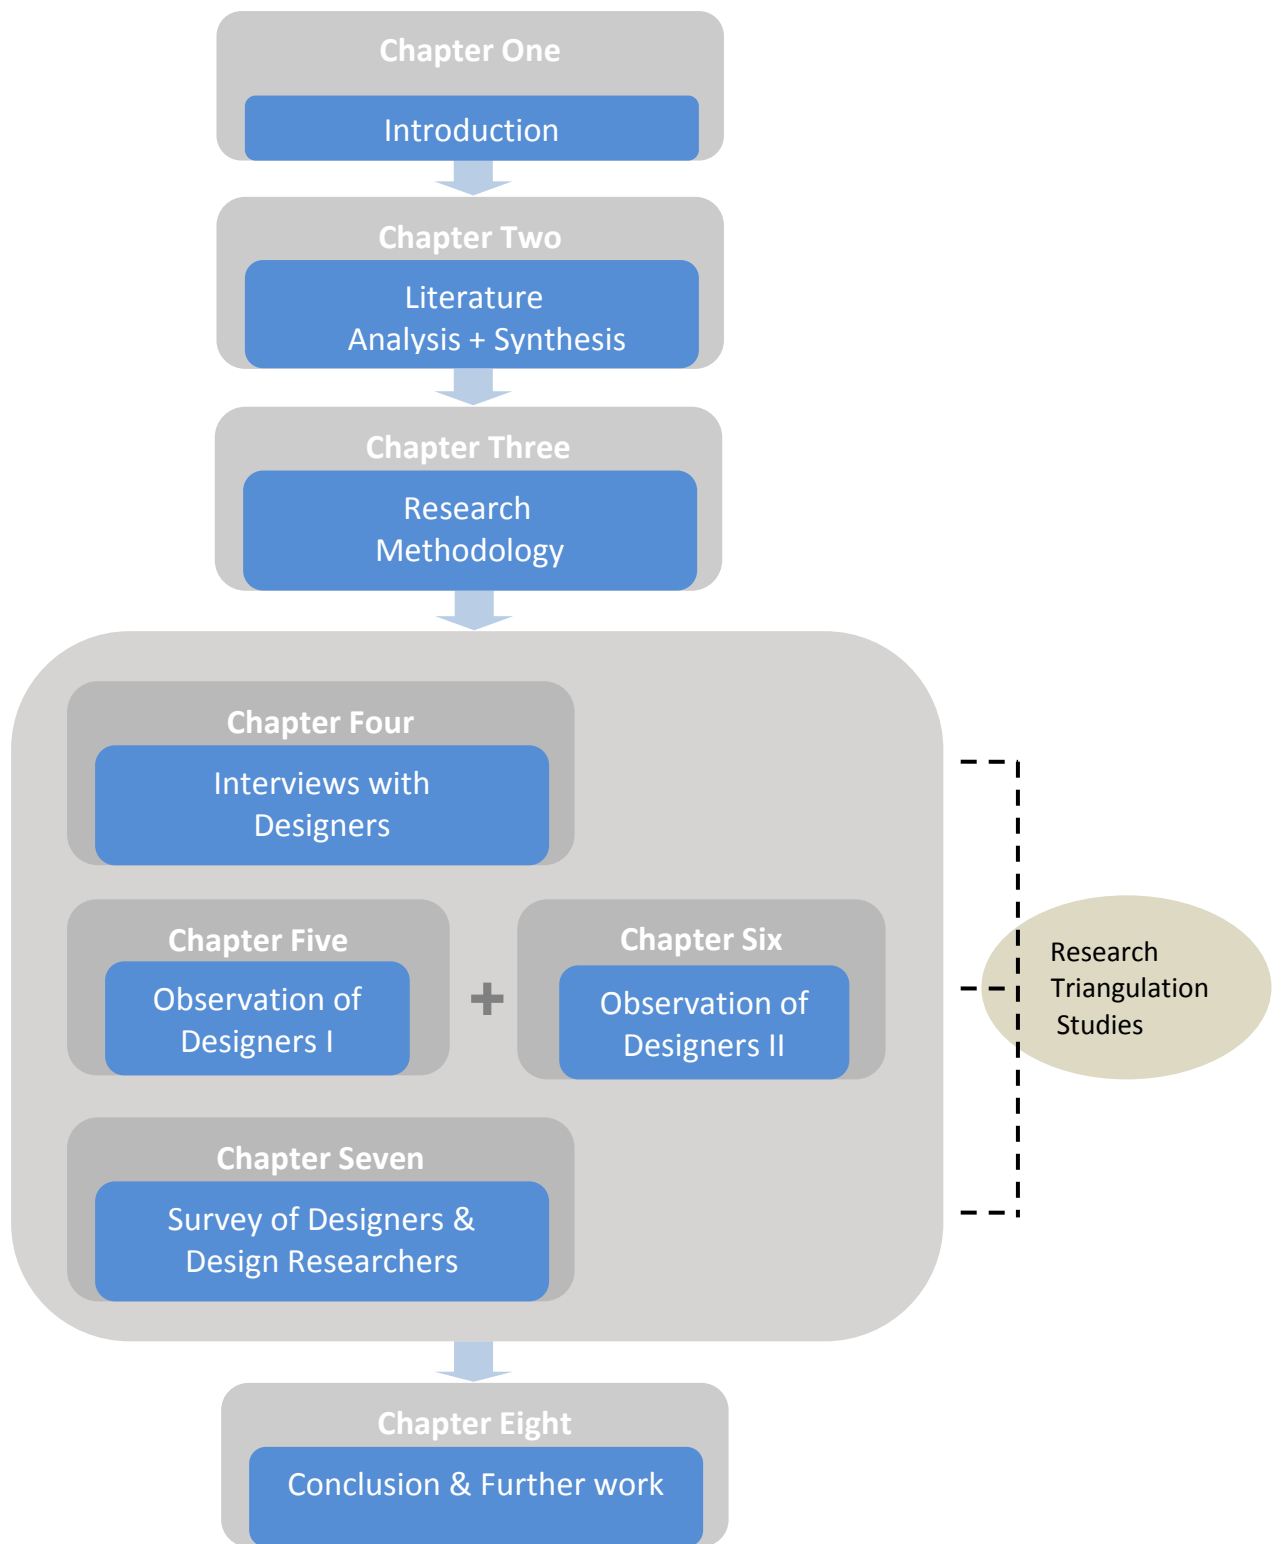 Chapter One
Introduction
Chapter Two
Literature
Analysis + Synthesis
Chapter Three
Research
Methodology
Chapter Four
Interviews with
Designers
Chapter Five
Observation of
Designers I
+
Chapter Six
Observation of
Designers II
Chapter Seven
Survey of Designers &
Design Researchers
Research
Triangulation
Studies
Chapter Eight
Conclusion & Further work